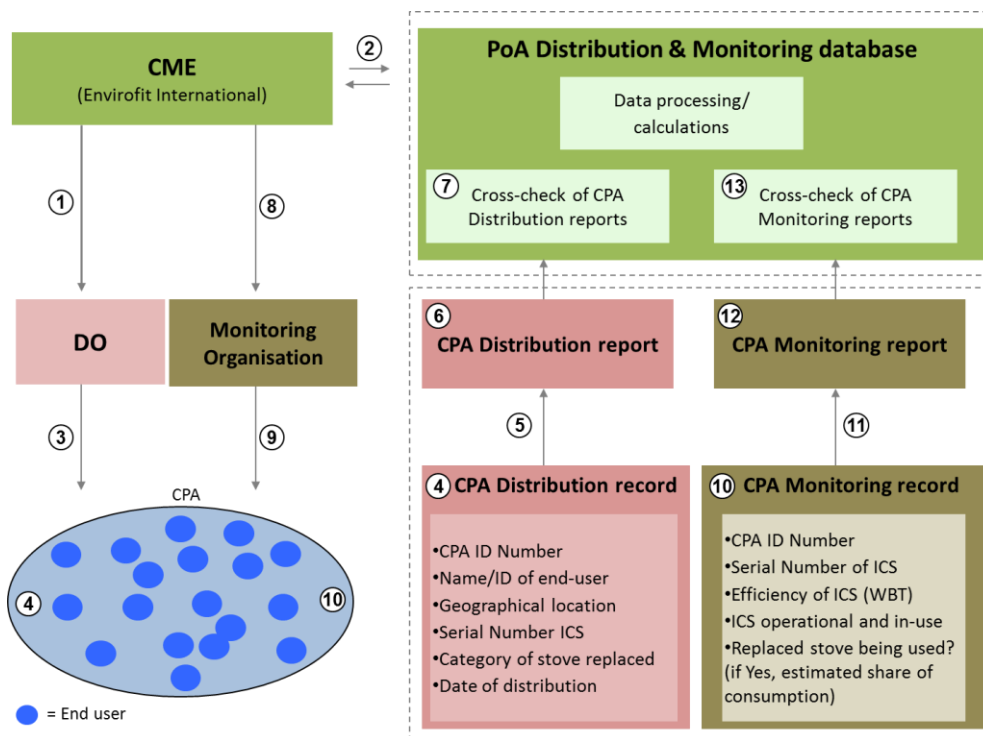 CME
(Envirofit International)
2
1
8
DO
Monitoring
Organisation
3
9
CPA
4
10
= End user
PoA Distribution & Monitoring database
Data processing/
calculations
7
Cross-check of CPA
Distribution reports
13
Cross-check of CPA
Monitoring reports
6
CPA Distribution report
12
CPA Monitoring report
5
11
4 CPA Distribution record
•CPA ID Number
•Name/ID of end-user
•Geographical location
•Serial Number ICS
•Category of stove replaced
•Date of distribution
10 CPA Monitoring record
•CPA ID Number
•Serial Number of ICS
•Efficiency of ICS (WBT)
•ICS operational and in-use
•Replaced stove being used?
(if Yes, estimated share of
consumption)